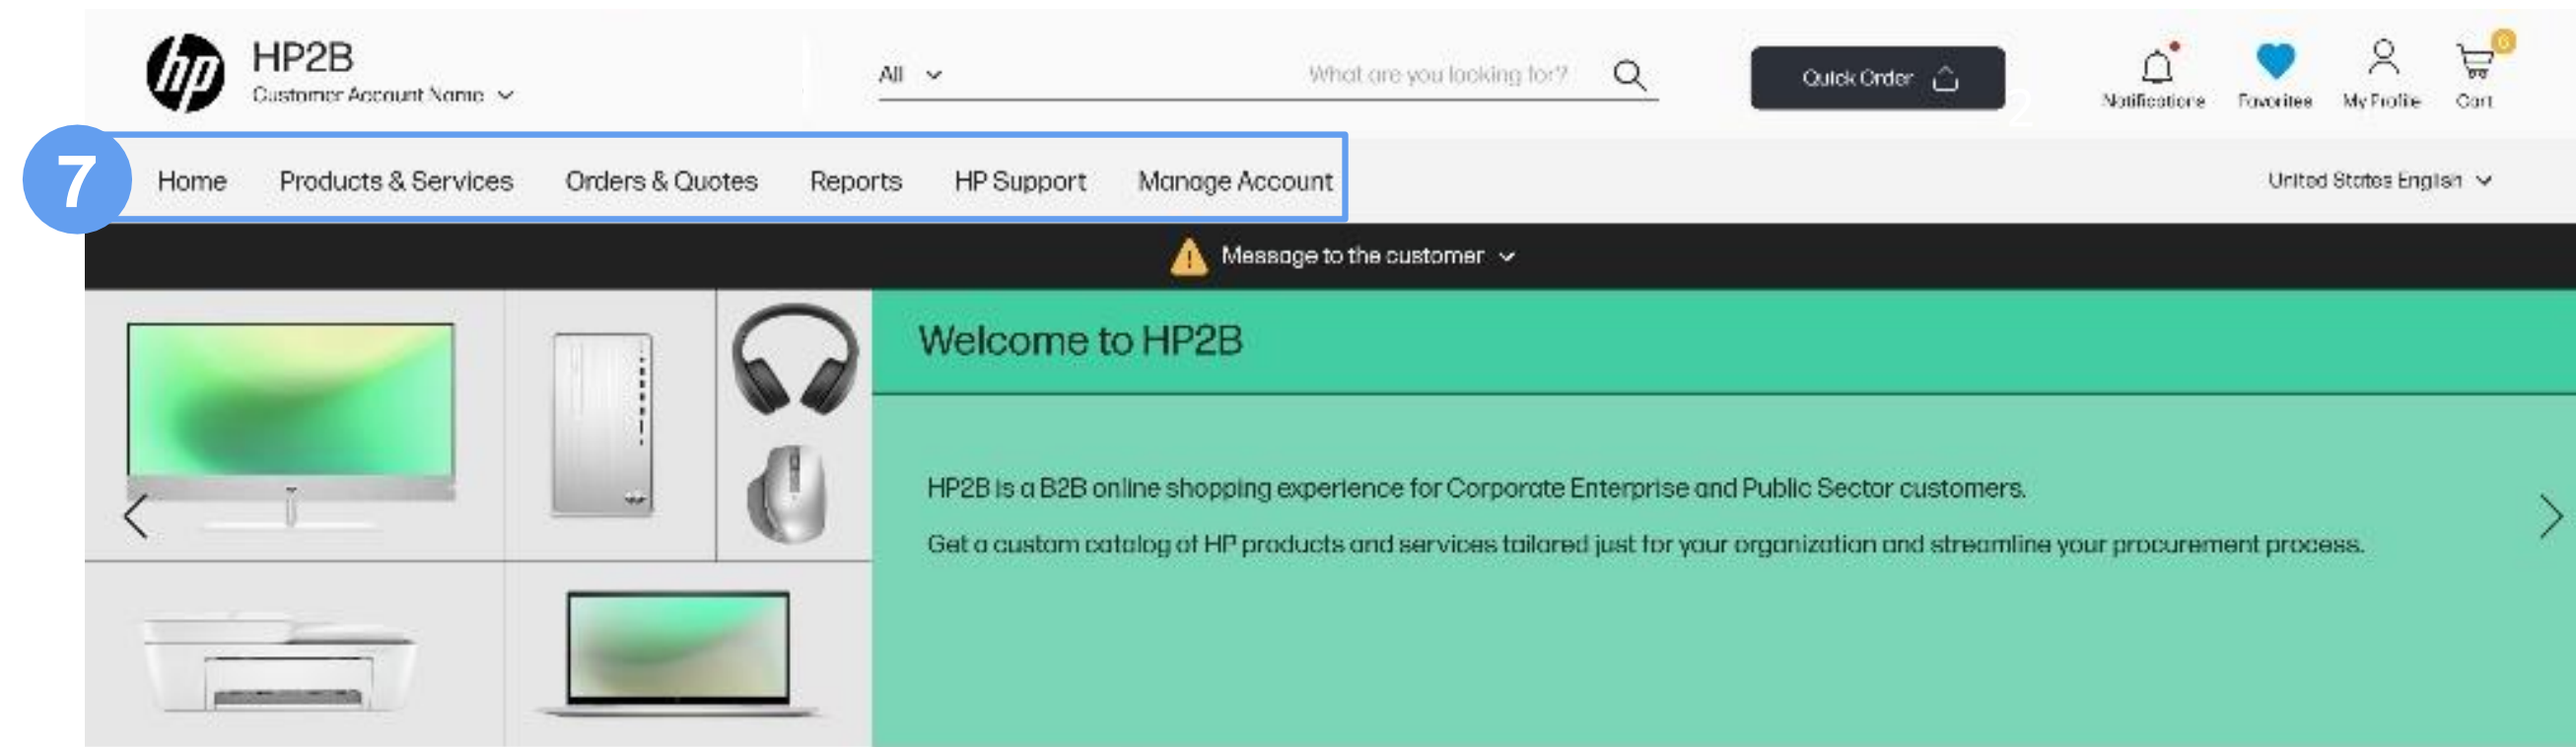 hp
HP2B
Customer Account Name
All
What are you looking for?
Quick Order
Notifications
Favorites
My Profile
Cart
6
7
Home
Products & Services
Orders & Quotes
Reports
HP Support
Manage Account
United States English
Message to the customer
Welcome to HP2B
HP2B is a B2B online shopping experience for Corporate Enterprise and Public Sector customers.
Get a custom catalog of HP products and services tailored just for your organization and streamline your procurement process.